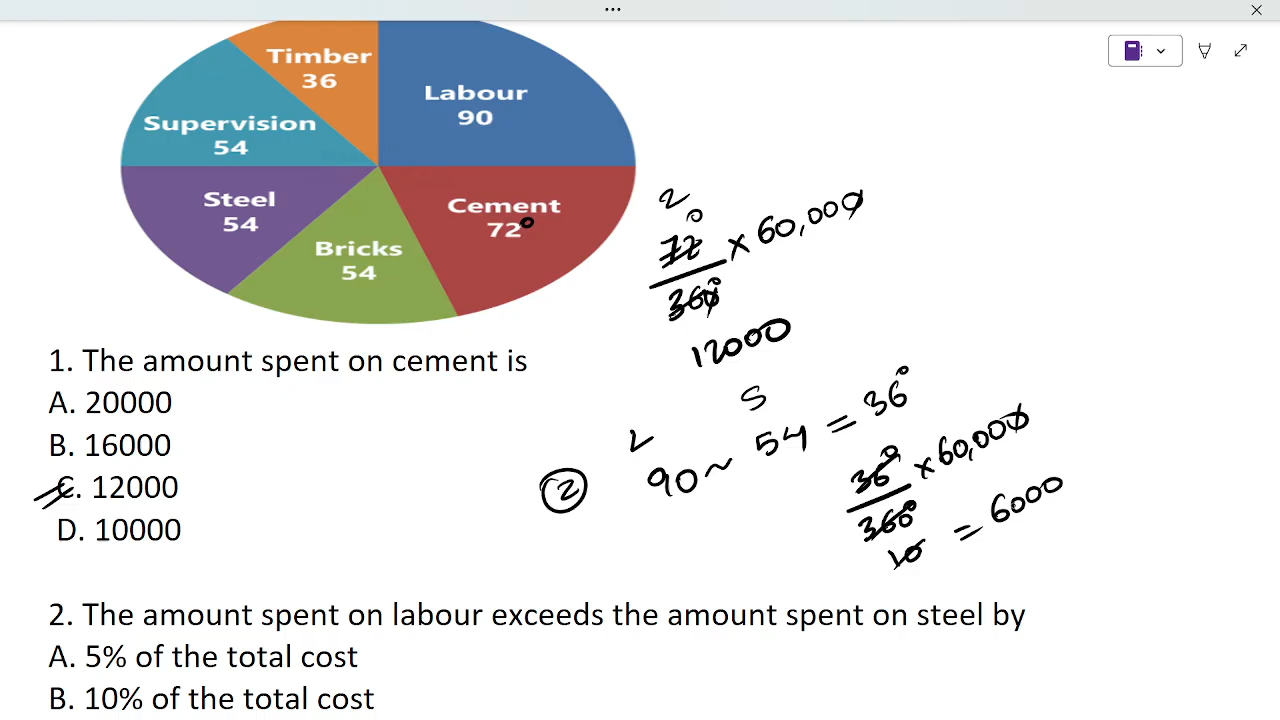 Timber
36
Labour
90
Supervision
54
Steel
54
Cement
72°
Bricks
54
2
72° × 60,000
360°
12000
1. The amount spent on cement is
A. 20000
B. 16000
C. 12000
D. 10000
2 90 ~ 54 = 36°
L S
36° × 60,000
360°
10
= 6000
2. The amount spent on labour exceeds the amount spent on steel by
A. 5% of the total cost
B. 10% of the total cost